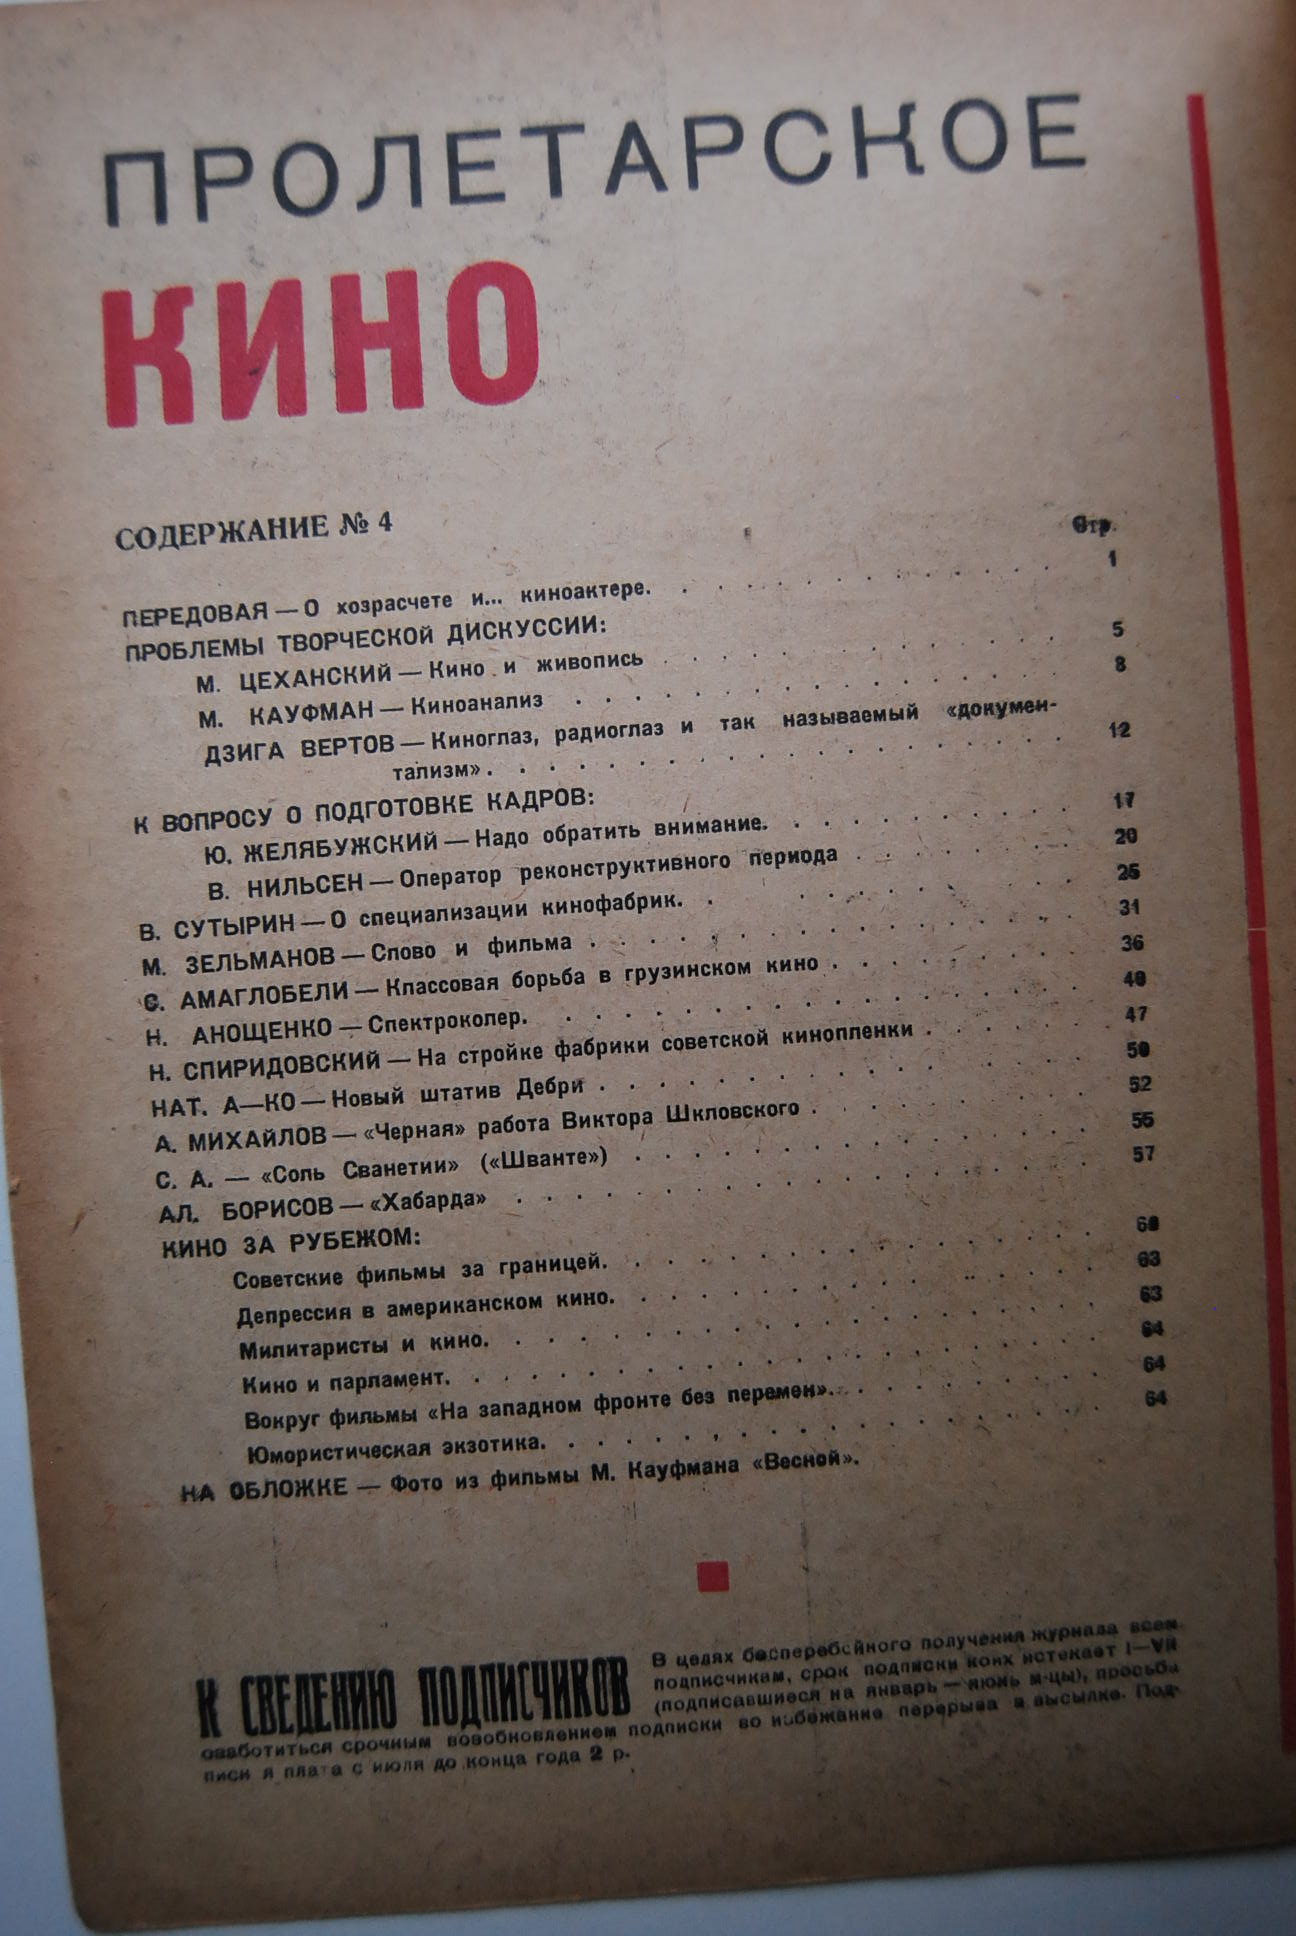 ПРОЛЕТАРСКОЕ
КИНО
СОДЕРЖАНИЕ № 4
Стр.
ПЕРЕДОВАЯ — О хозрасчете и... киноактере. 1
ПРОБЛЕМЫ ТВОРЧЕСКОЙ ДИСКУССИИ:
М. ЦЕХАНСКИЙ — Кино и живопись 5
М. КАУФМАН — Киноанализ 8
ДЗИГА ВЕРТОВ — Киноглаз, радиоглаз и так называемый «докумен-
тализм». 12
К ВОПРОСУ О ПОДГОТОВКЕ КАДРОВ:
Ю. ЖЕЛЯБУЖСКИЙ — Надо обратить внимание. 17
В. НИЛЬСЕН — Оператор реконструктивного периода 20
В. СУТЫРИН — О специализации кинофабрик. 25
М. ЗЕЛЬМАНОВ — Слово и фильма 31
С. АМАГЛОБЕЛИ — Классовая борьба в грузинском кино 36
Н. АНОЩЕНКО — Спектроколер. 40
Н. СПИРИДОВСКИЙ — На стройке фабрики советской кинопленки 47
НАТ. А—КО — Новый штатив Дебри 50
А. МИХАЙЛОВ — «Черная» работа Виктора Шкловского 52
С. А. — «Соль Сванетии» («Шванте») 55
АЛ. БОРИСОВ — «Хабарда» 57
КИНО ЗА РУБЕЖОМ:
Советские фильмы за границей. 60
Депрессия в американском кино. 63
Милитаристы и кино. 63
Кино и парламент. 64
Вокруг фильмы «На западном фронте без перемен». 64
Юмористическая экзотика. 64
НА ОБЛОЖКЕ — Фото из фильмы М. Кауфмана «Весной».
К СВЕДЕНИЮ ПОДПИСЧИКОВ
В целях бесперебойного получения журнала всем
подписчикам, срок подписки коих истекает I—VII
(подписавшиеся на январь — июнь м-цы), просьба
озаботиться срочным возобновлением подписки во избежание перерыва в высылке. Под-
писная плата с июля до конца года 2 р.